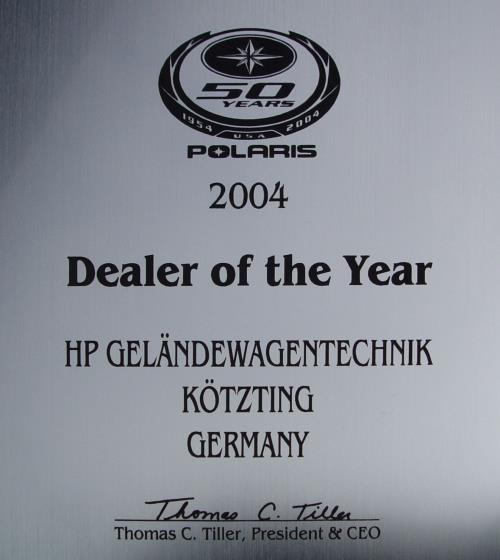 50
YEARS
1954 USA 2004
POLARIS
2004
Dealer of the Year
HP GELÄNDEWAGENTECHNIK
KÖTZTING
GERMANY
Thomas C. Tiller
Thomas C. Tiller, President & CEO